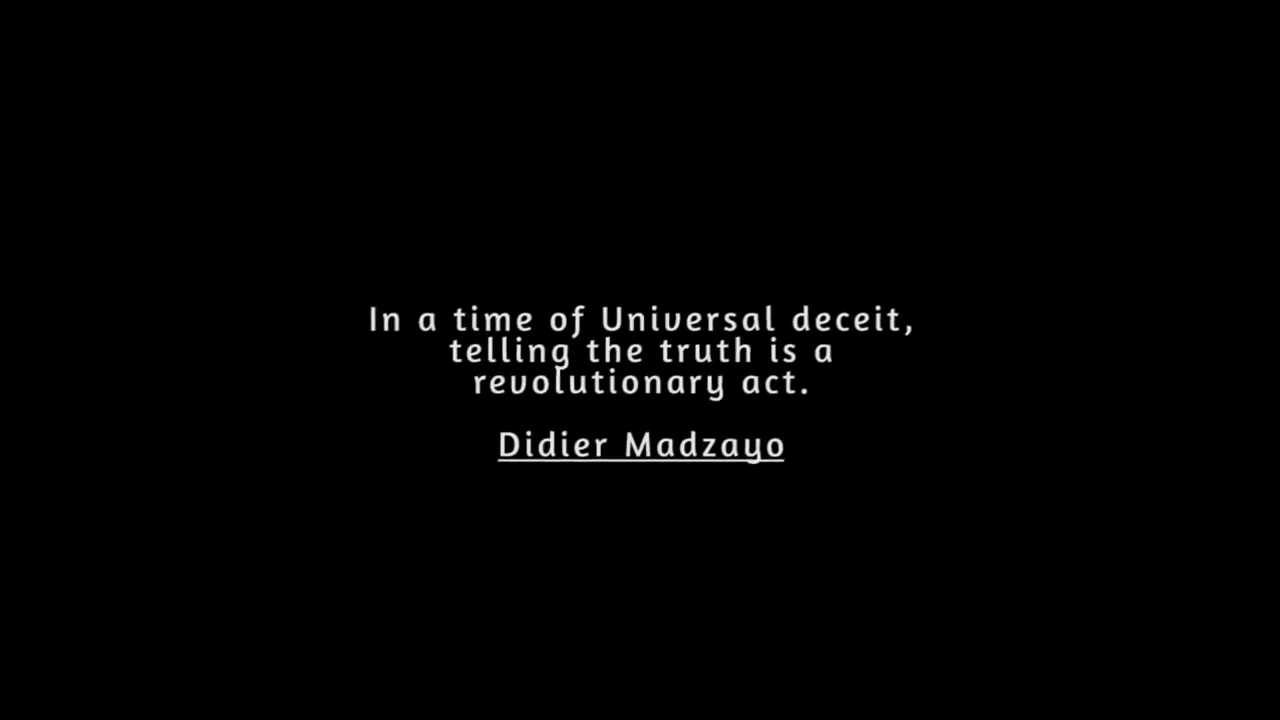 In a time of Universal deceit,
telling the truth is a
revolutionary act.
Didier Madzayo